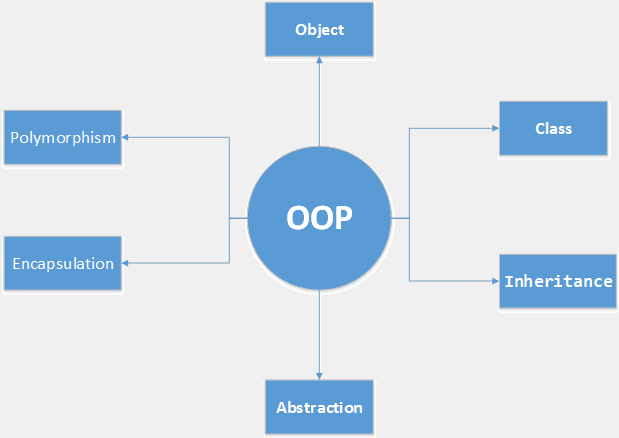 Object
Polymorphism
Class
OOP
Encapsulation
Inheritance
Abstraction